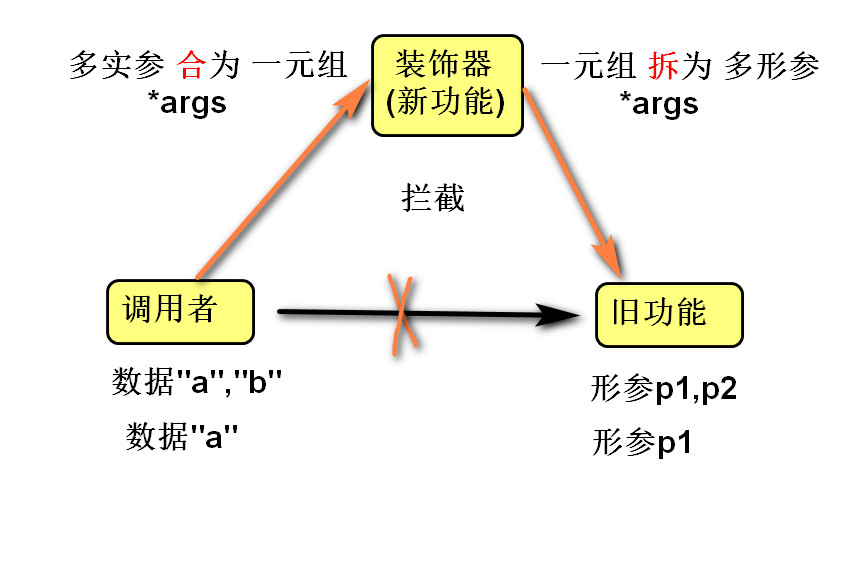 多实参 合为 一元组
*args
装饰器
(新功能)
一元组 拆为 多形参
*args
拦截
调用者
旧功能
数据"a","b"
形参p1,p2
数据"a"
形参p1